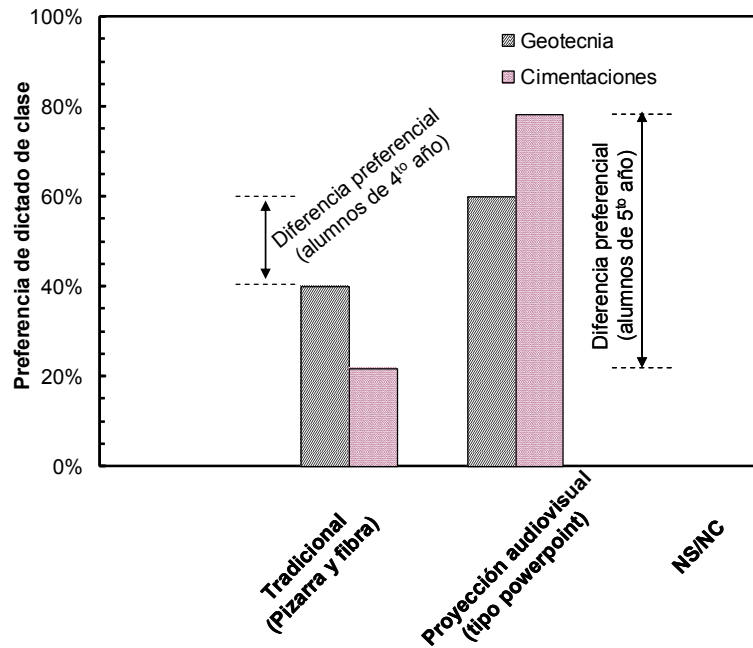 100%
80%
60%
40%
20%
0%
Preferencia de dictado de clase
Geotecnia
Cimentaciones
Diferencia preferencial
(alumnos de 4to año)
Diferencia preferencial
(alumnos de 5to año)
Tradicional
(Pizarra y fibra)
Proyección audiovisual
(tipo powerpoint)
NS/NC